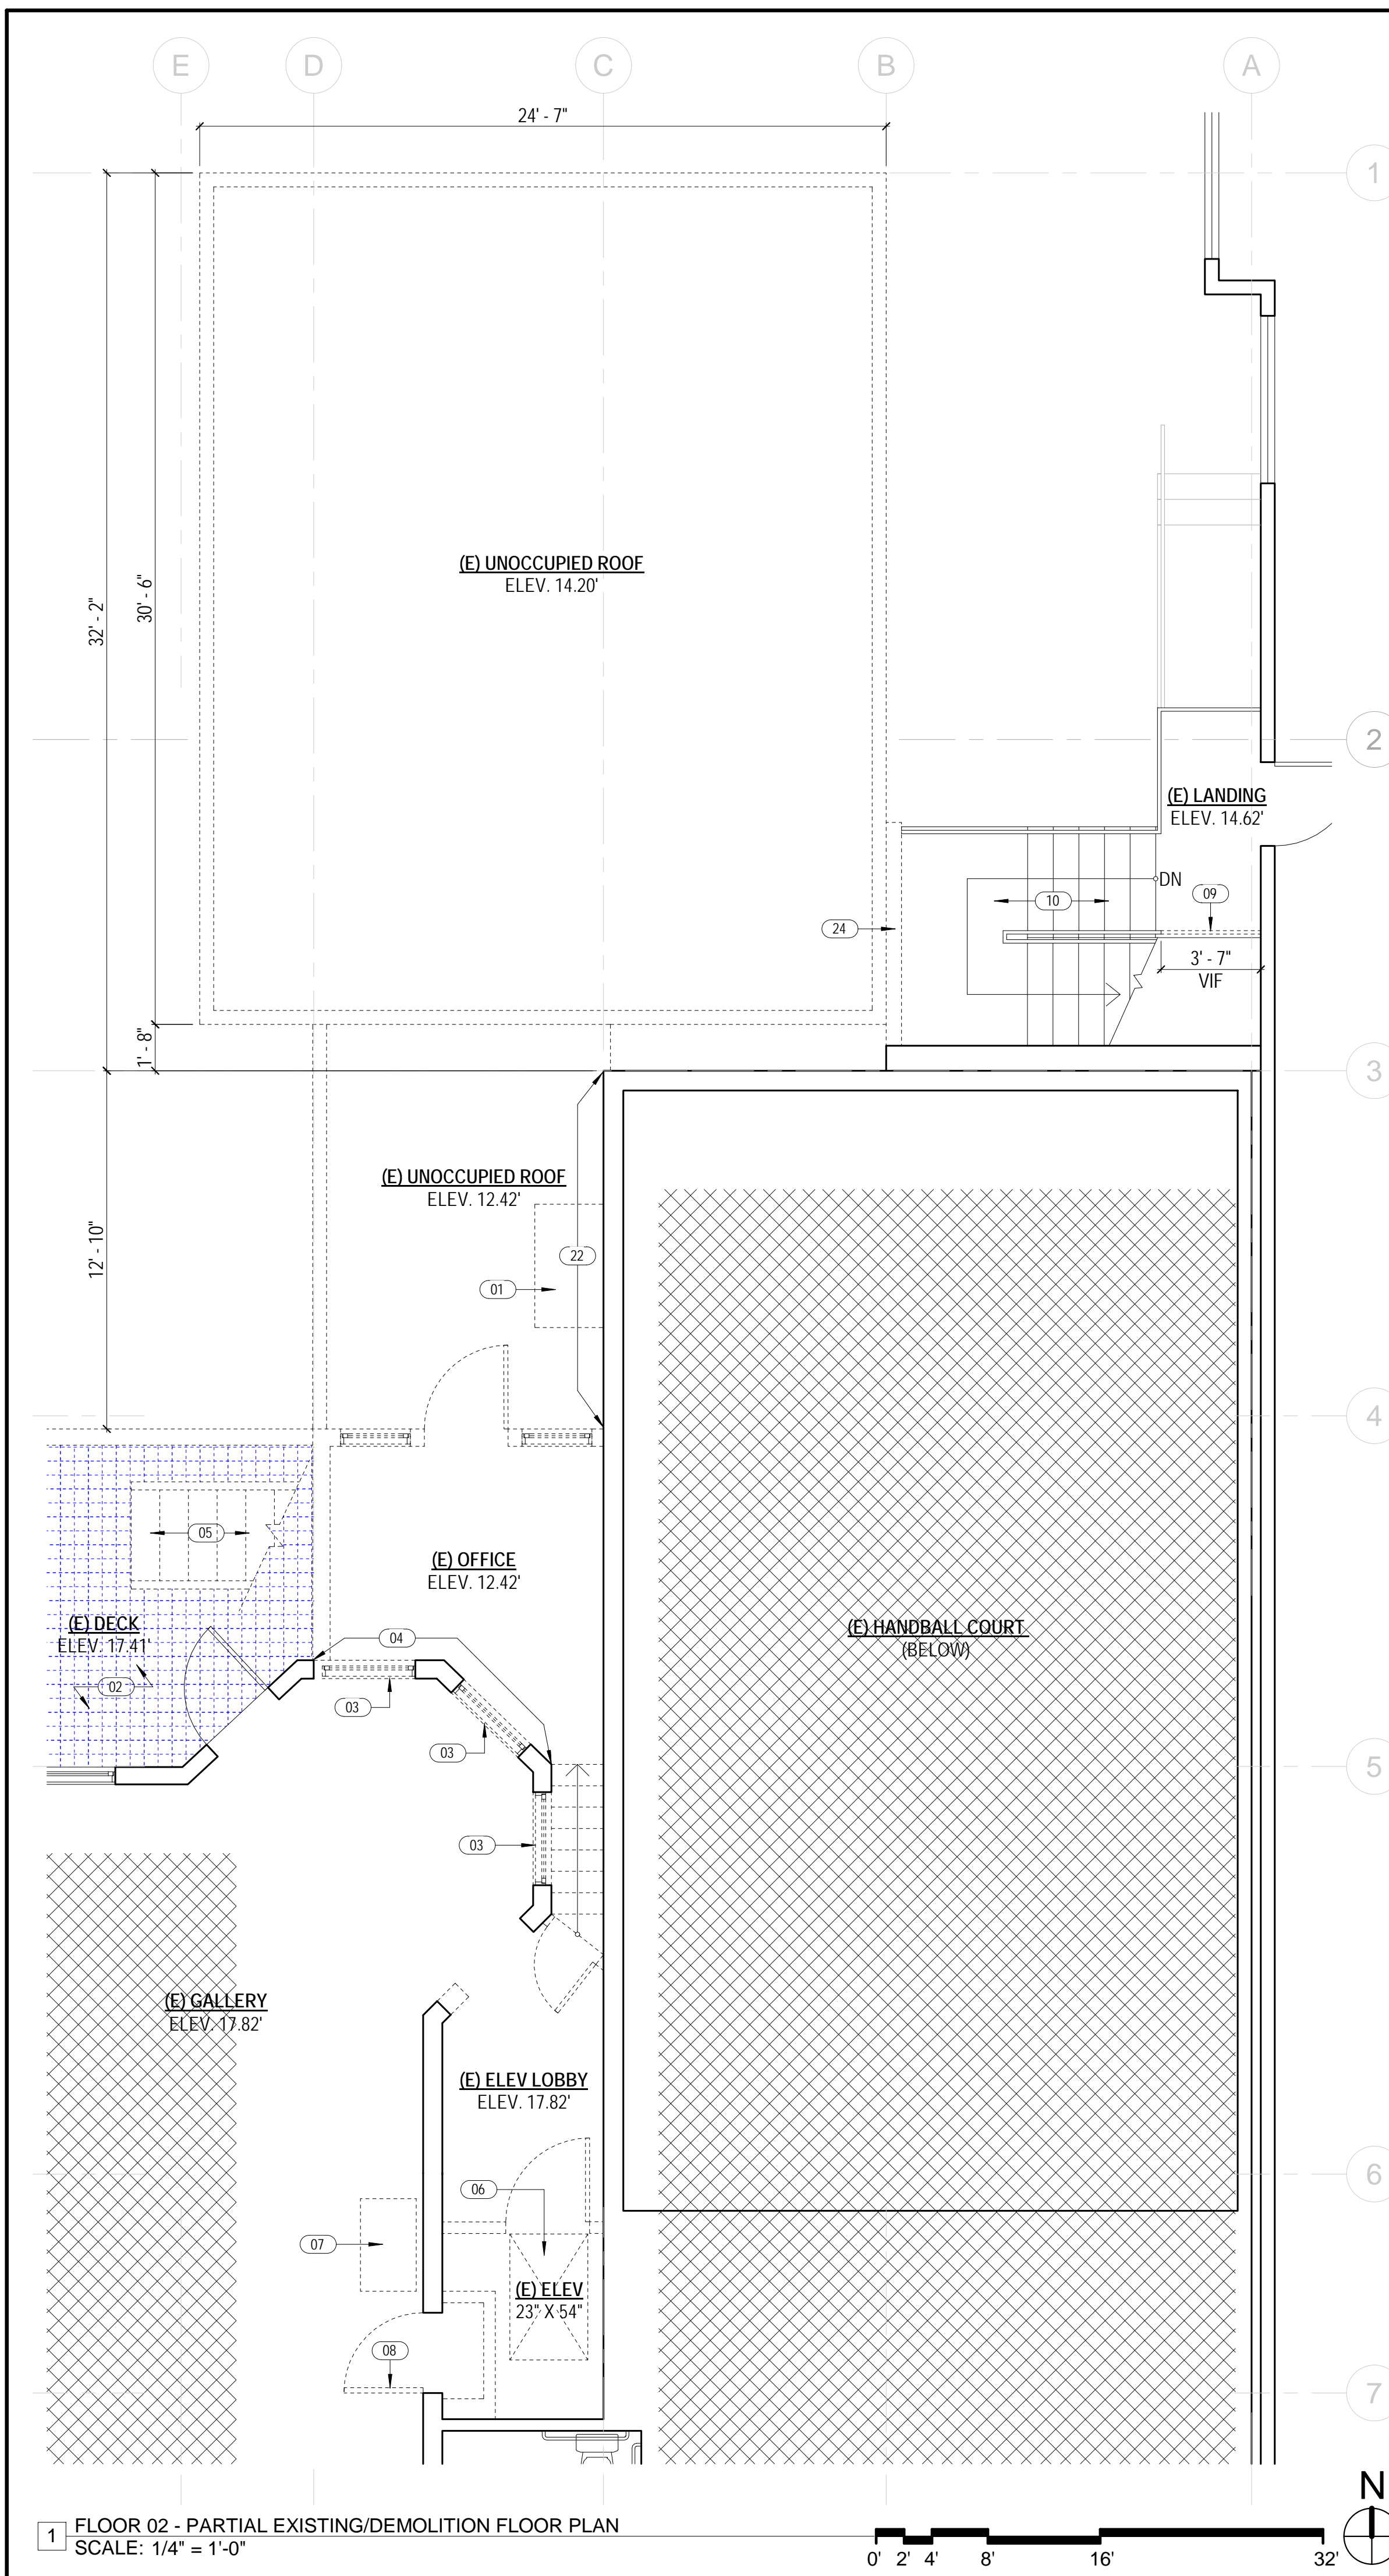 E D C B A
24' - 7"
1
(E) UNOCCUPIED ROOF
ELEV. 14.20'
32' - 2"
30' - 6"
2
(E) LANDING
ELEV. 14.62'
DN
10
09
24
3' - 7"
VIF
1' - 8"
3
(E) UNOCCUPIED ROOF
ELEV. 12.42'
12' - 10"
22
01
4
05
(E) OFFICE
ELEV. 12.42'
(E) DECK
ELEV. 17.41'
(E) HANDBALL COURT
(BELOW)
04
02
03
03
5
03
(E) GALLERY
ELEV. 17.82'
(E) ELEV LOBBY
ELEV. 17.82'
6
06
07
(E) ELEV
23" X 54"
08
7
N
1
FLOOR 02 - PARTIAL EXISTING/DEMOLITION FLOOR PLAN
SCALE: 1/4" = 1'-0"
0' 2' 4' 8' 16' 32'